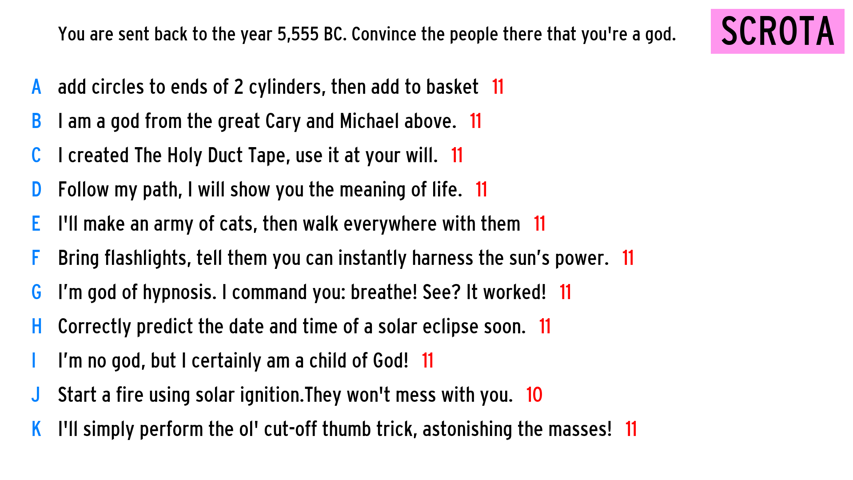 You are sent back to the year 5,555 BC. Convince the people there that you're a god.
SCROTA
A add circles to ends of 2 cylinders, then add to basket 11
B I am a god from the great Cary and Michael above. 11
C I created The Holy Duct Tape, use it at your will. 11
D Follow my path, I will show you the meaning of life. 11
E I'll make an army of cats, then walk everywhere with them 11
F Bring flashlights, tell them you can instantly harness the sun’s power. 11
G I’m god of hypnosis. I command you: breathe! See? It worked! 11
H Correctly predict the date and time of a solar eclipse soon. 11
I I’m no god, but I certainly am a child of God! 11
J Start a fire using solar ignition.They won't mess with you. 10
K I'll simply perform the ol' cut-off thumb trick, astonishing the masses! 11